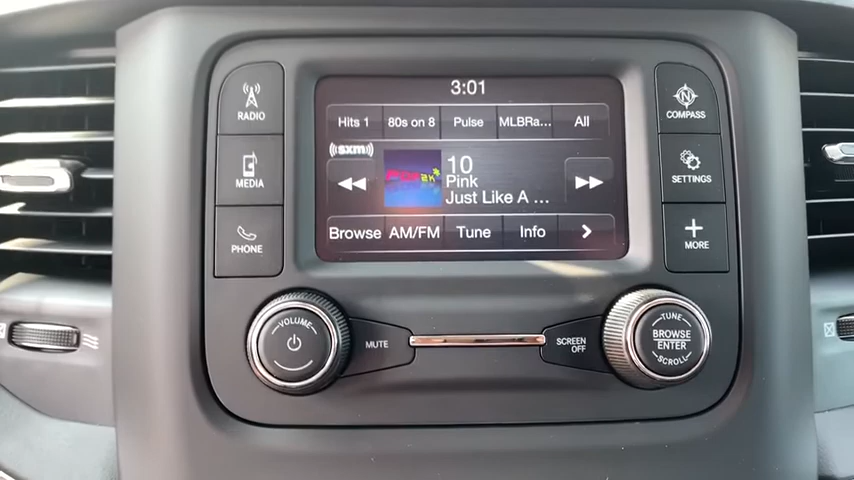 3:01
RADIO
Hits 1 80s on 8 Pulse MLBRa... All
N
COMPASS
((sxm))
MEDIA
10
Pink
Just Like A ...
SETTINGS
PHONE
Browse AM/FM Tune Info >
MORE
VOLUME
MUTE
SCREEN
OFF
TUNE
BROWSE
ENTER
SCROLL